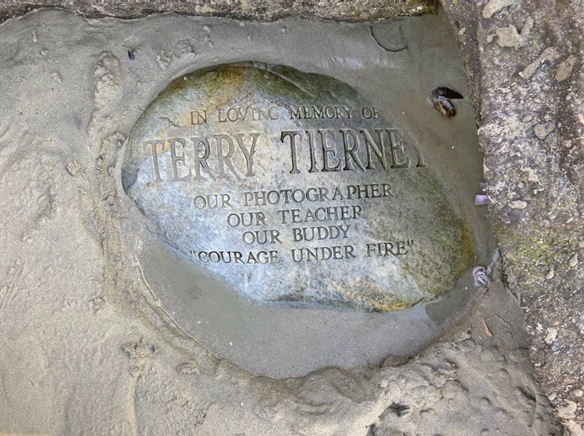 IN LOVING MEMORY OF
TERRY TIERNEY
OUR PHOTOGRAPHER
OUR TEACHER
OUR BUDDY
"COURAGE UNDER FIRE"